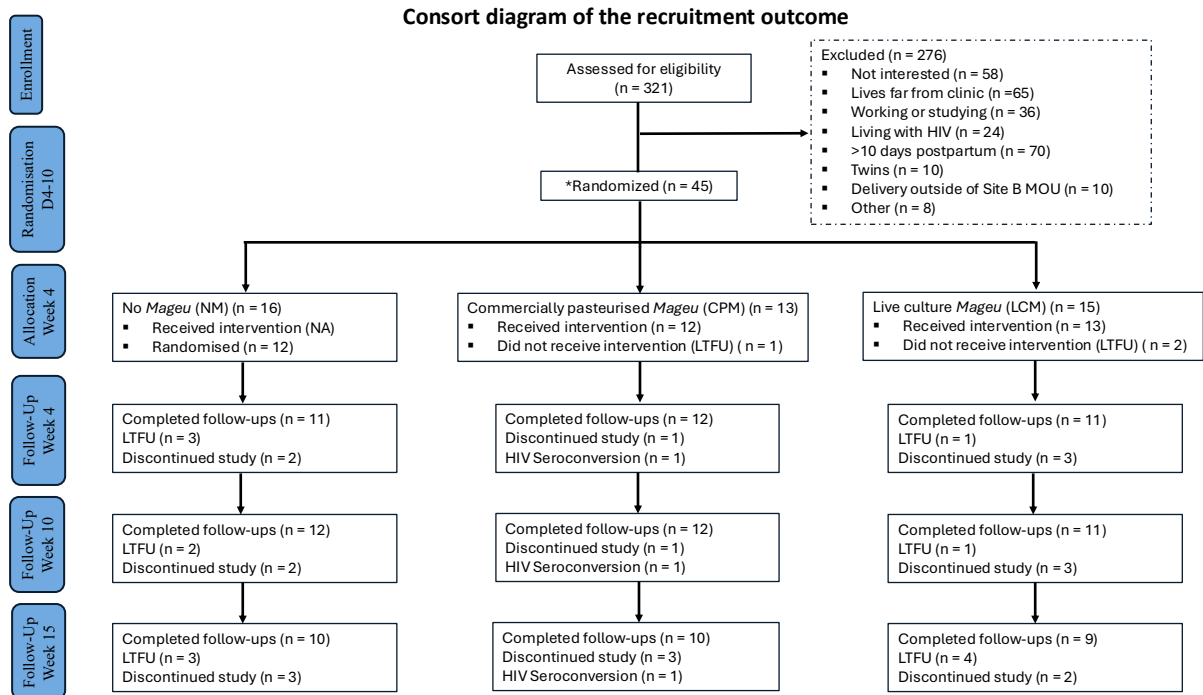 Consort diagram of the recruitment outcome
Enrollment
Assessed for eligibility
(n = 321)
Excluded (n = 276)
▪ Not interested (n = 58)
▪ Lives far from clinic (n =65)
▪ Working or studying (n = 36)
▪ Living with HIV (n = 24)
▪ >10 days postpartum (n = 70)
▪ Twins (n = 10)
▪ Delivery outside of Site B MOU (n = 10)
▪ Other (n = 8)
Randomisation
D4-10
*Randomized (n = 45)
Allocation
Week 4
No Mageu (NM) (n = 16)
▪ Received intervention (NA)
▪ Randomised (n = 12)
Commercially pasteurised Mageu (CPM) (n = 13)
▪ Received intervention (n = 12)
▪ Did not receive intervention (LTFU) ( n = 1)
Live culture Mageu (LCM) (n = 15)
▪ Received intervention (n = 13)
▪ Did not receive intervention (LTFU) ( n = 2)
Follow-Up
Week 4
Completed follow-ups (n = 11)
LTFU (n = 3)
Discontinued study (n = 2)
Completed follow-ups (n = 12)
Discontinued study (n = 1)
HIV Seroconversion (n = 1)
Completed follow-ups (n = 11)
LTFU (n = 1)
Discontinued study (n = 3)
Follow-Up
Week 10
Completed follow-ups (n = 12)
LTFU (n = 2)
Discontinued study (n = 2)
Completed follow-ups (n = 12)
Discontinued study (n = 1)
HIV Seroconversion (n = 1)
Completed follow-ups (n = 11)
LTFU (n = 1)
Discontinued study (n = 3)
Follow-Up
Week 15
Completed follow-ups (n = 10)
LTFU (n = 3)
Discontinued study (n = 3)
Completed follow-ups (n = 10)
Discontinued study (n = 3)
HIV Seroconversion (n = 1)
Completed follow-ups (n = 9)
LTFU (n = 4)
Discontinued study (n = 2)